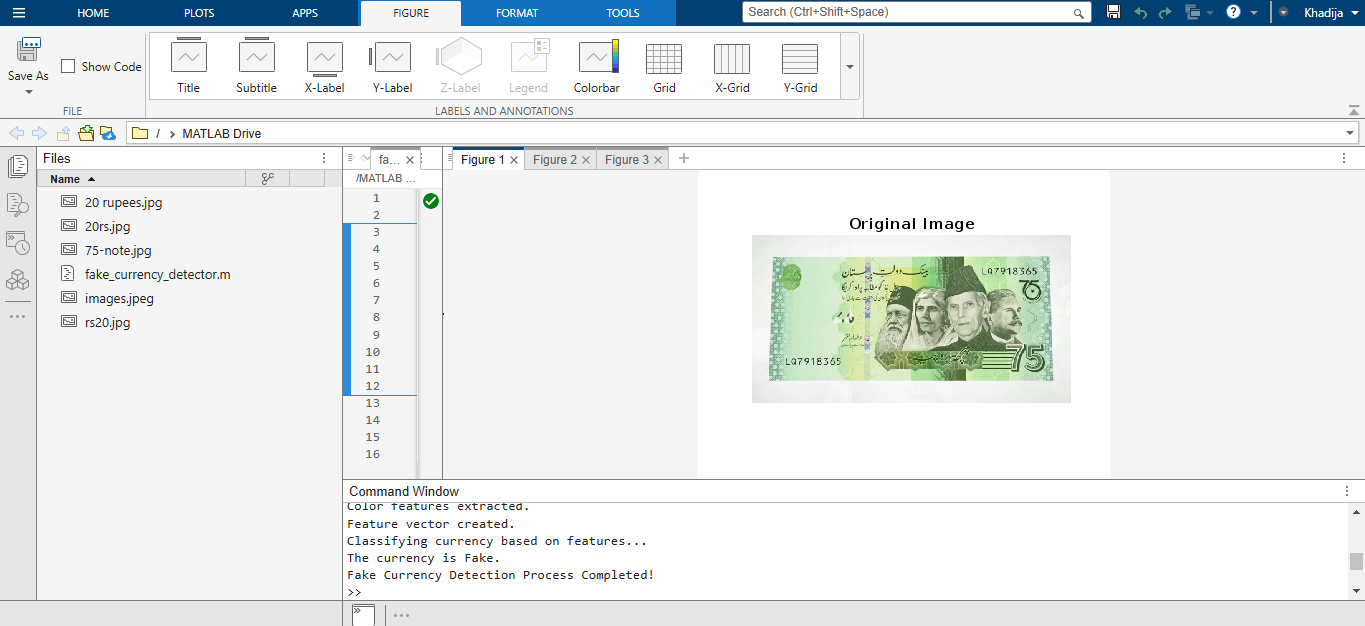 HOME PLOTS APPS FIGURE FORMAT TOOLS Search (Ctrl+Shift+Space) ? Khadija
Save As Show Code Title Subtitle X-Label Y-Label Z-Label Legend Colorbar Grid X-Grid Y-Grid
FILE LABELS AND ANNOTATIONS
/ MATLAB Drive
Files
Name
20 rupees.jpg
20rs.jpg
75-note.jpg
fake_currency_detector.m
images.jpeg
rs20.jpg
fa...
/MATLAB ...
1
2
3
4
5
6
7
8
9
10
11
12
13
14
15
16
Figure 1 Figure 2 Figure 3
Original Image
بینک دولت پاکستان
LQ7918365
75
LQ7918365
75
Command Window
Color features extracted.
Feature vector created.
Classifying currency based on features...
The currency is Fake.
Fake Currency Detection Process Completed!
>>